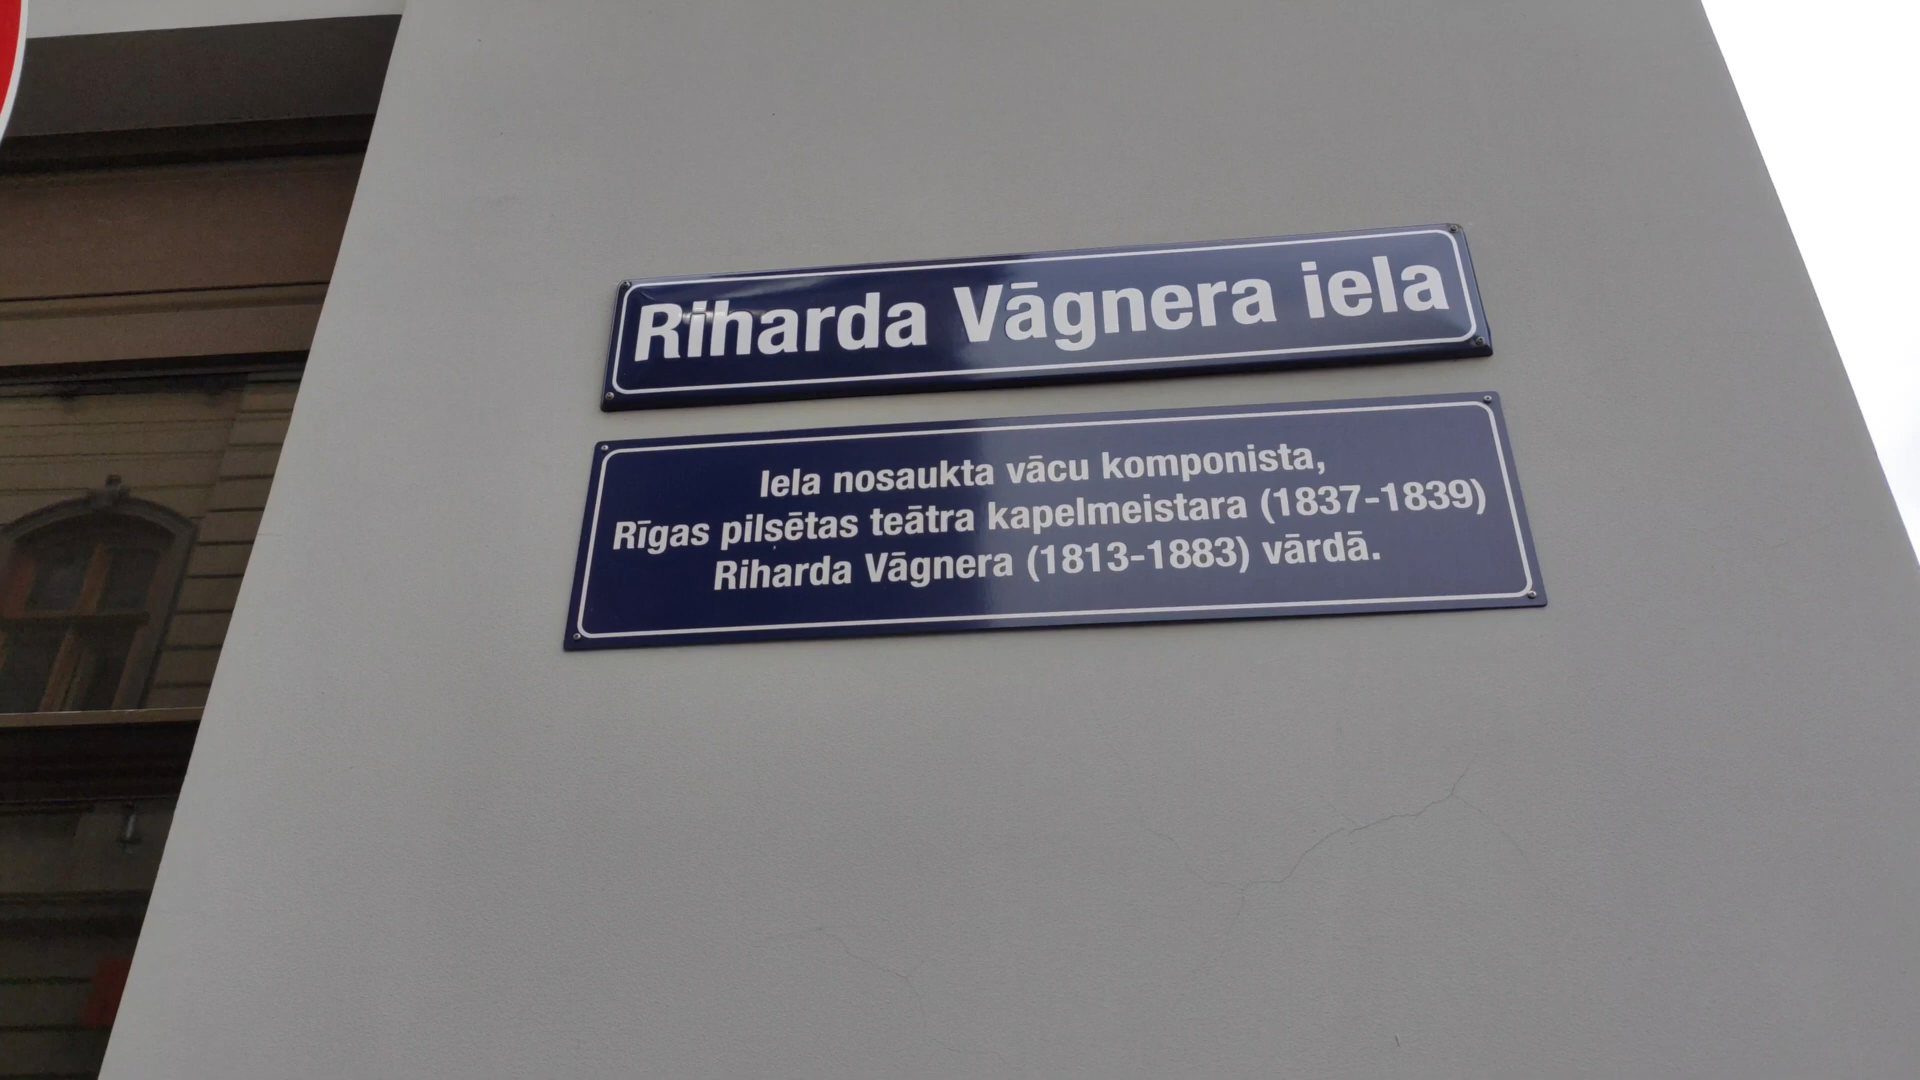 Riharda Vāgnera iela
Iela nosaukta vācu komponista,
Rīgas pilsētas teātra kapelmeistara (1837-1839)
Riharda Vāgnera (1813-1883) vārdā.